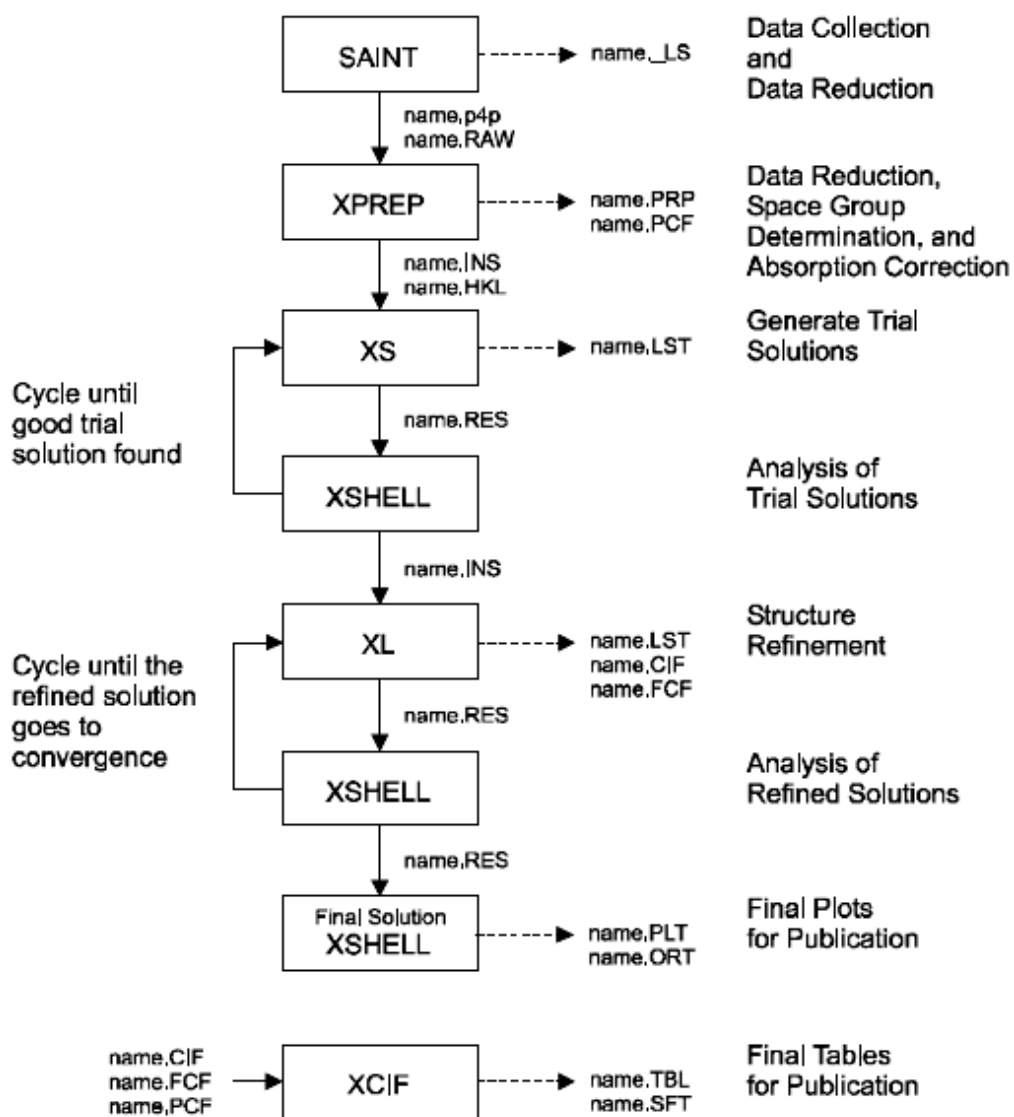 SAINT
name._LS
Data Collection
and
Data Reduction
name.p4p
name.RAW
XPREP
name.PRP
name.PCF
Data Reduction,
Space Group
Determination, and
Absorption Correction
name.INS
name.HKL
XS
name.LST
Generate Trial
Solutions
Cycle until
good trial
solution found
name.RES
XSHELL
Analysis of
Trial Solutions
name.INS
XL
name.LST
name.CIF
name.FCF
Structure
Refinement
Cycle until the
refined solution
goes to
convergence
name.RES
XSHELL
Analysis of
Refined Solutions
name.RES
Final Solution
XSHELL
name.PLT
name.ORT
Final Plots
for Publication
name.CIF
name.FCF
name.PCF
XCIF
name.TBL
name.SFT
Final Tables
for Publication